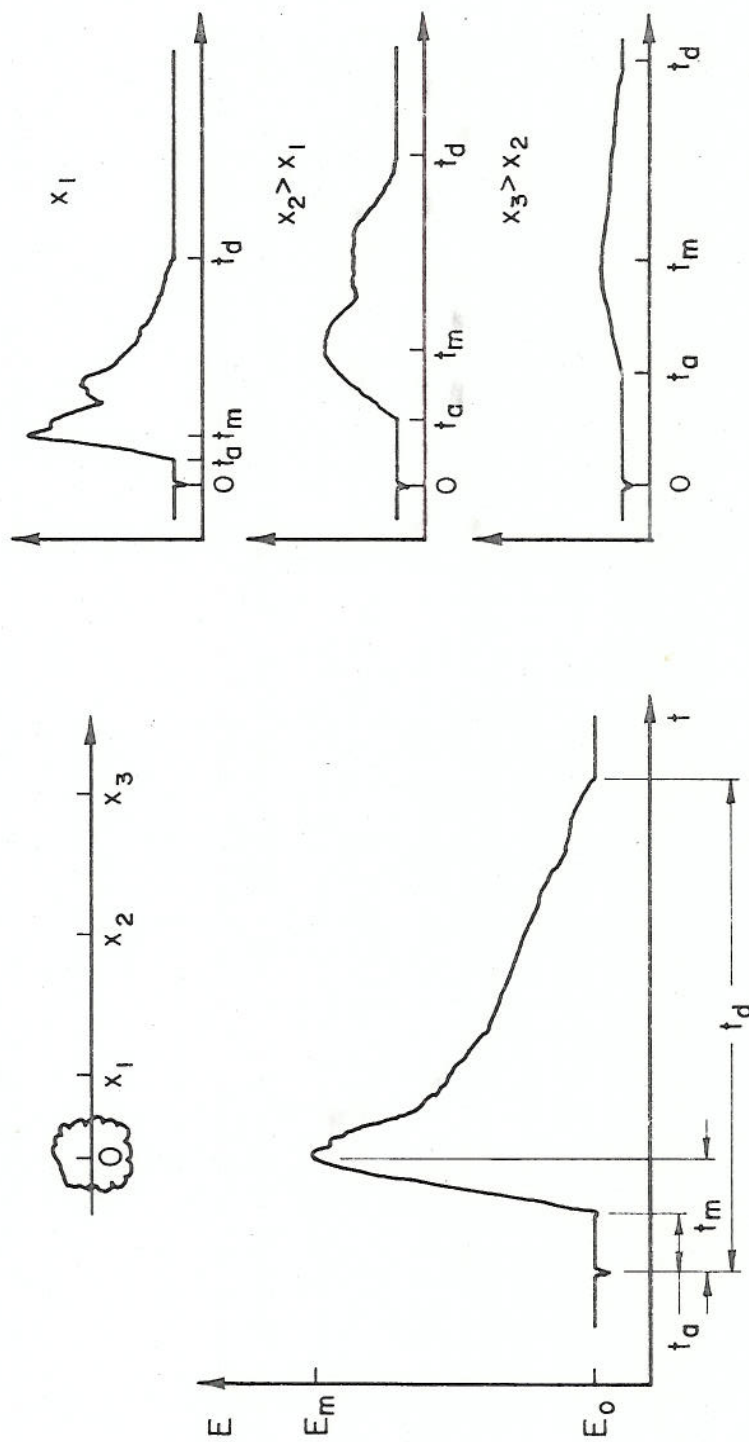 O x₁ x₂ x₃
E
Eₘ
Eₒ
t
tₐ
tₘ
t_d
x₁
O tₐ tₘ t_d
x₂ > x₁
O tₐ tₘ t_d
x₃ > x₂
O tₐ tₘ t_d